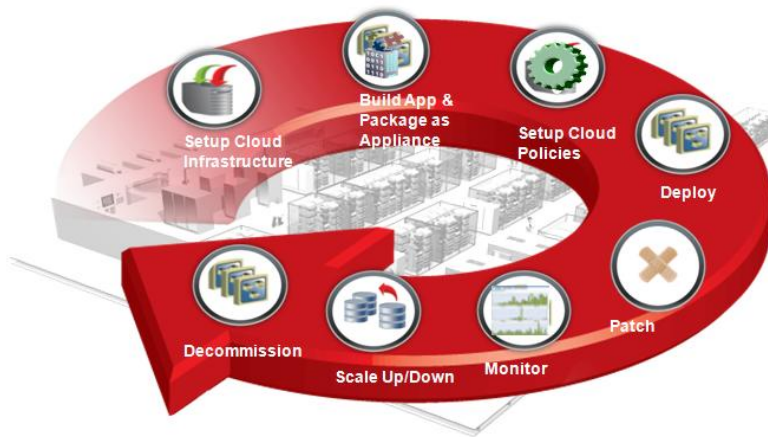 Setup Cloud
Infrastructure
Build App &
Package as
Appliance
Setup Cloud
Policies
Deploy
Patch
Monitor
Scale Up/Down
Decommission